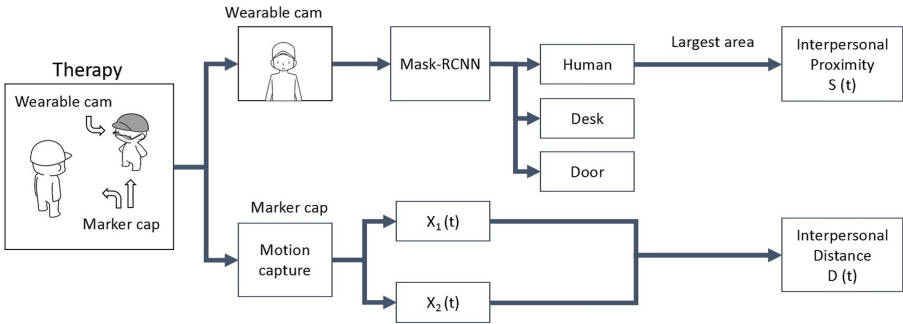 Therapy
Wearable cam
Marker cap
Wearable cam
Mask-RCNN
Human
Desk
Door
Largest area
Interpersonal
Proximity
S (t)
Marker cap
Motion
capture
X₁ (t)
X₂ (t)
Interpersonal
Distance
D (t)